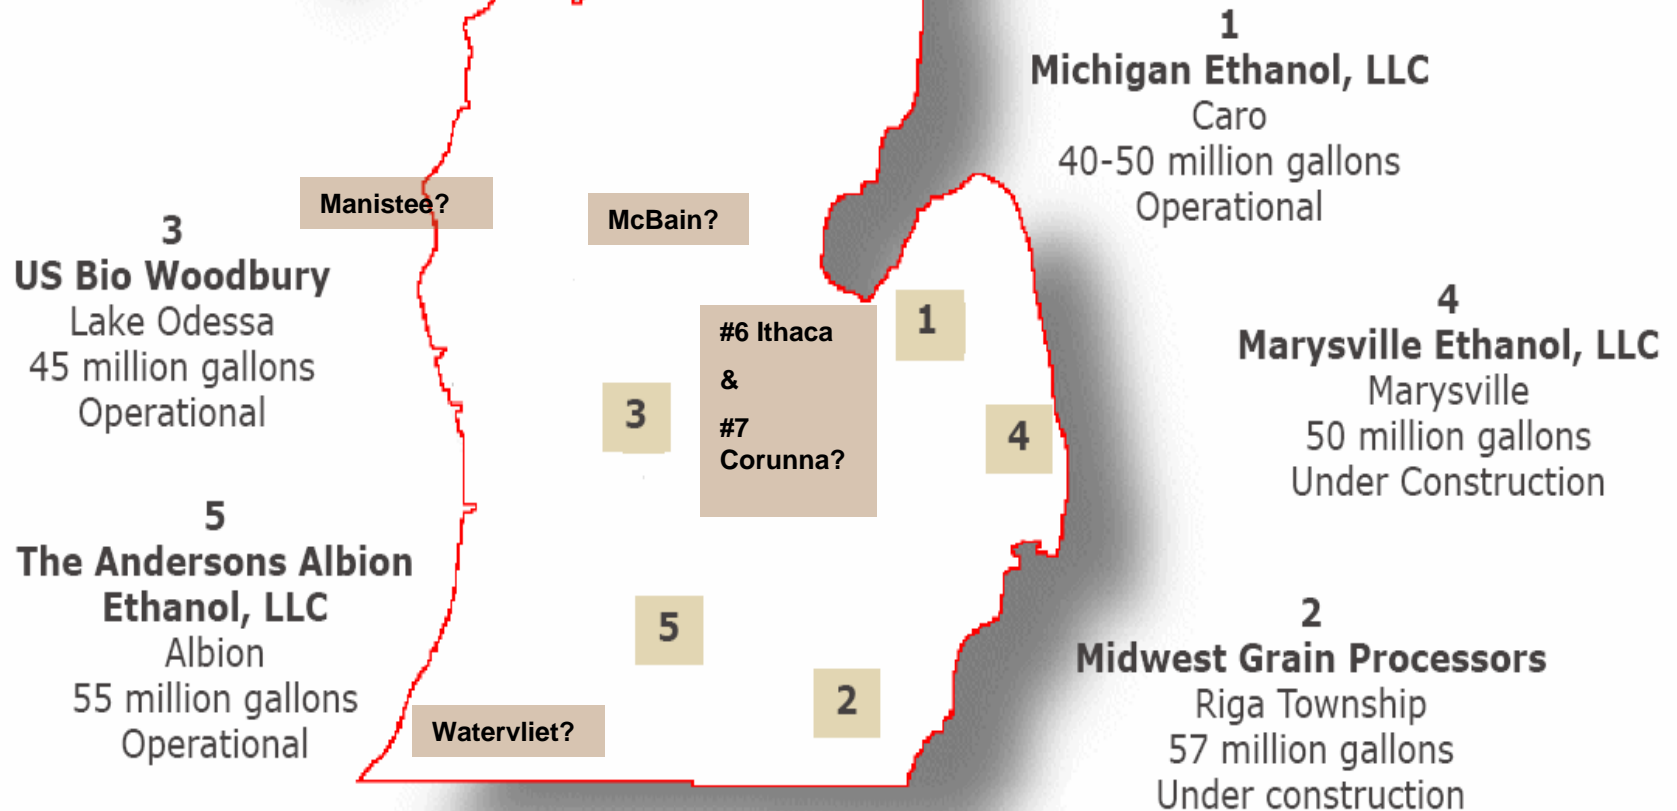 1
Michigan Ethanol, LLC
Caro
40-50 million gallons
Operational
Manistee?
McBain?
3
US Bio Woodbury
Lake Odessa
45 million gallons
Operational
1
#6 Ithaca
&
#7
Corunna?
3
4
4
Marysville Ethanol, LLC
Marysville
50 million gallons
Under Construction
5
The Andersons Albion
Ethanol, LLC
Albion
55 million gallons
Operational
5
2
Watervliet?
2
Midwest Grain Processors
Riga Township
57 million gallons
Under construction